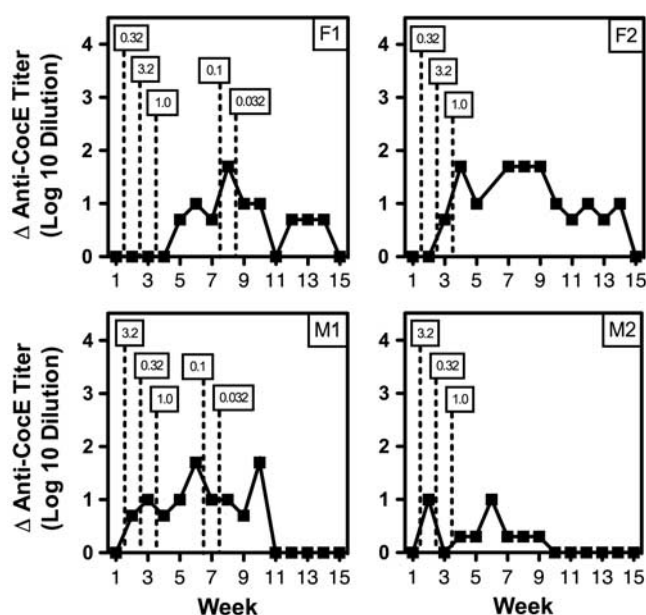 Δ Anti-CocE Titer
(Log 10 Dilution)
4
3
2
1
0
0.32
3.2
1.0
0.1
0.032
F1
1 3 5 7 9 11 13 15
4
3
2
1
0
0.32
3.2
1.0
F2
1 3 5 7 9 11 13 15
Δ Anti-CocE Titer
(Log 10 Dilution)
4
3
2
1
0
3.2
0.32
1.0
0.1
0.032
M1
1 3 5 7 9 11 13 15
Week
4
3
2
1
0
3.2
0.32
1.0
M2
1 3 5 7 9 11 13 15
Week